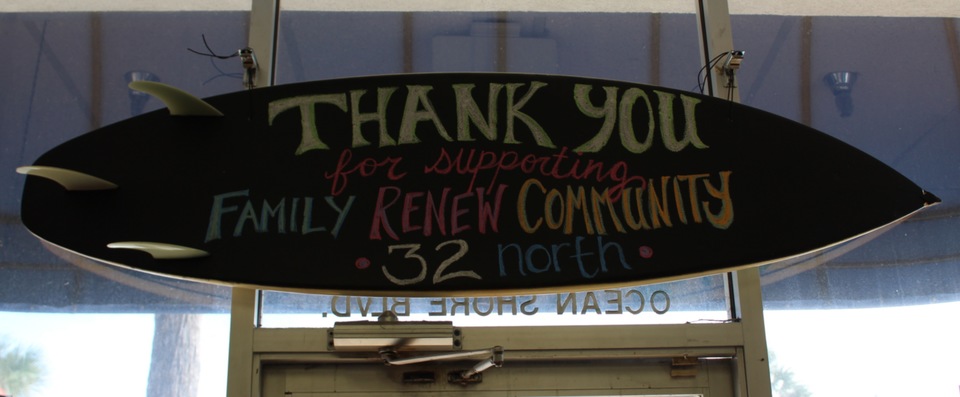 THANK YOU
for supporting
FAMILY RENEW COMMUNITY
• 32 north •
OCEAN SHORE BLVD.